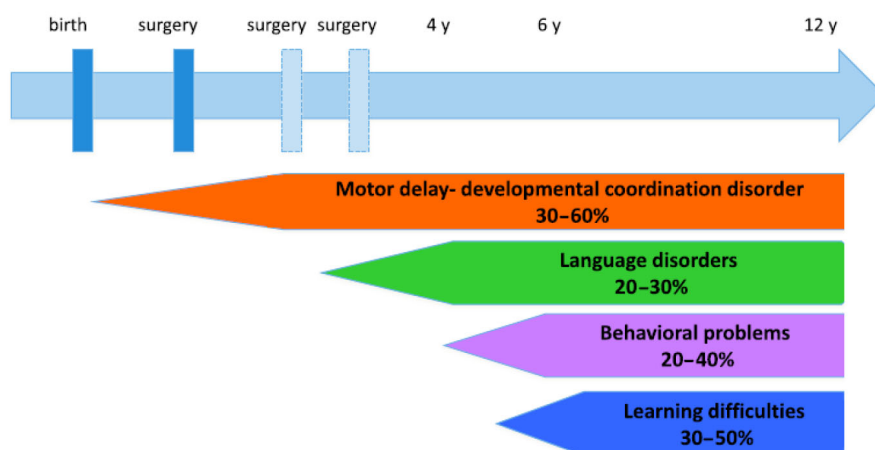 birth surgery surgery surgery 4 y 6 y 12 y
Motor delay- developmental coordination disorder
30–60%
Language disorders
20–30%
Behavioral problems
20–40%
Learning difficulties
30–50%